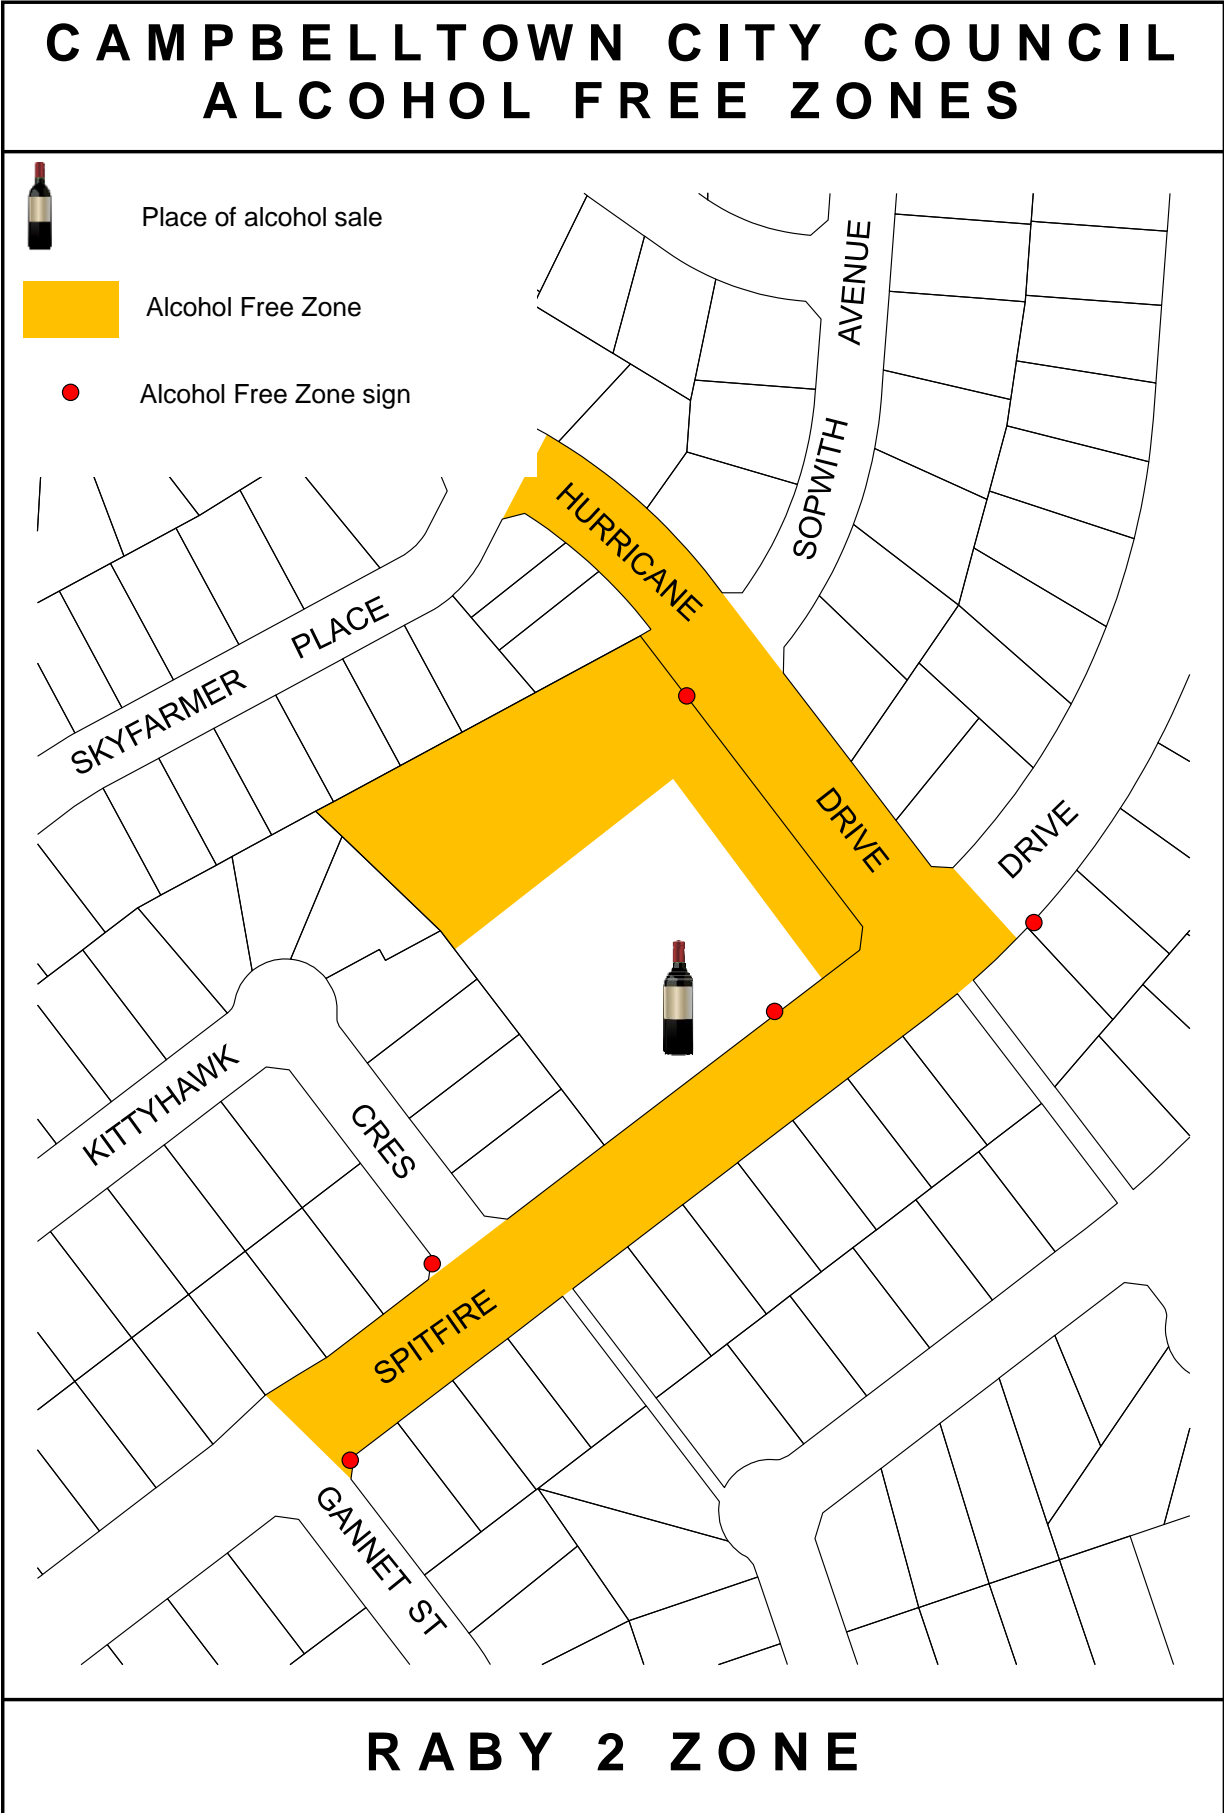 CAMPBELLTOWN CITY COUNCIL
ALCOHOL FREE ZONES
Place of alcohol sale
Alcohol Free Zone
Alcohol Free Zone sign
SOPWITH AVENUE
HURRICANE DRIVE
SKYFARMER PLACE
DRIVE
KITTYHAWK CRES
SPITFIRE
GANNET ST
RABY 2 ZONE